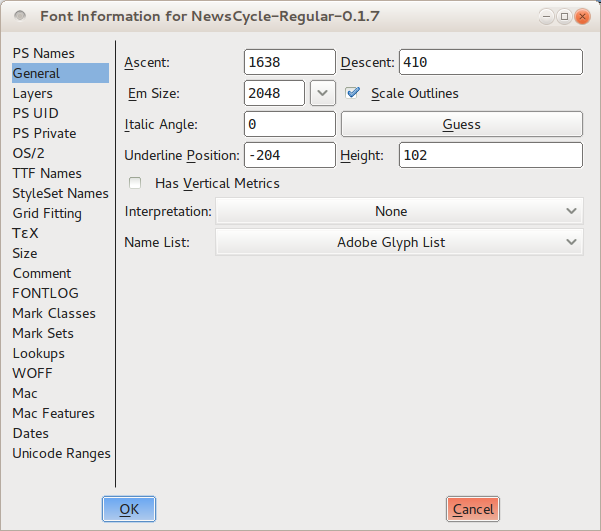 Font Information for NewsCycle-Regular-0.1.7
PS Names
General
Layers
PS UID
PS Private
OS/2
TTF Names
StyleSet Names
Grid Fitting
ΤεΧ
Size
Comment
FONTLOG
Mark Classes
Mark Sets
Lookups
WOFF
Mac
Mac Features
Dates
Unicode Ranges
Ascent: 1638 Descent: 410
Em Size: 2048 Scale Outlines
Italic Angle: 0 Guess
Underline Position: -204 Height: 102
Has Vertical Metrics
Interpretation: None
Name List: Adobe Glyph List
OK Cancel